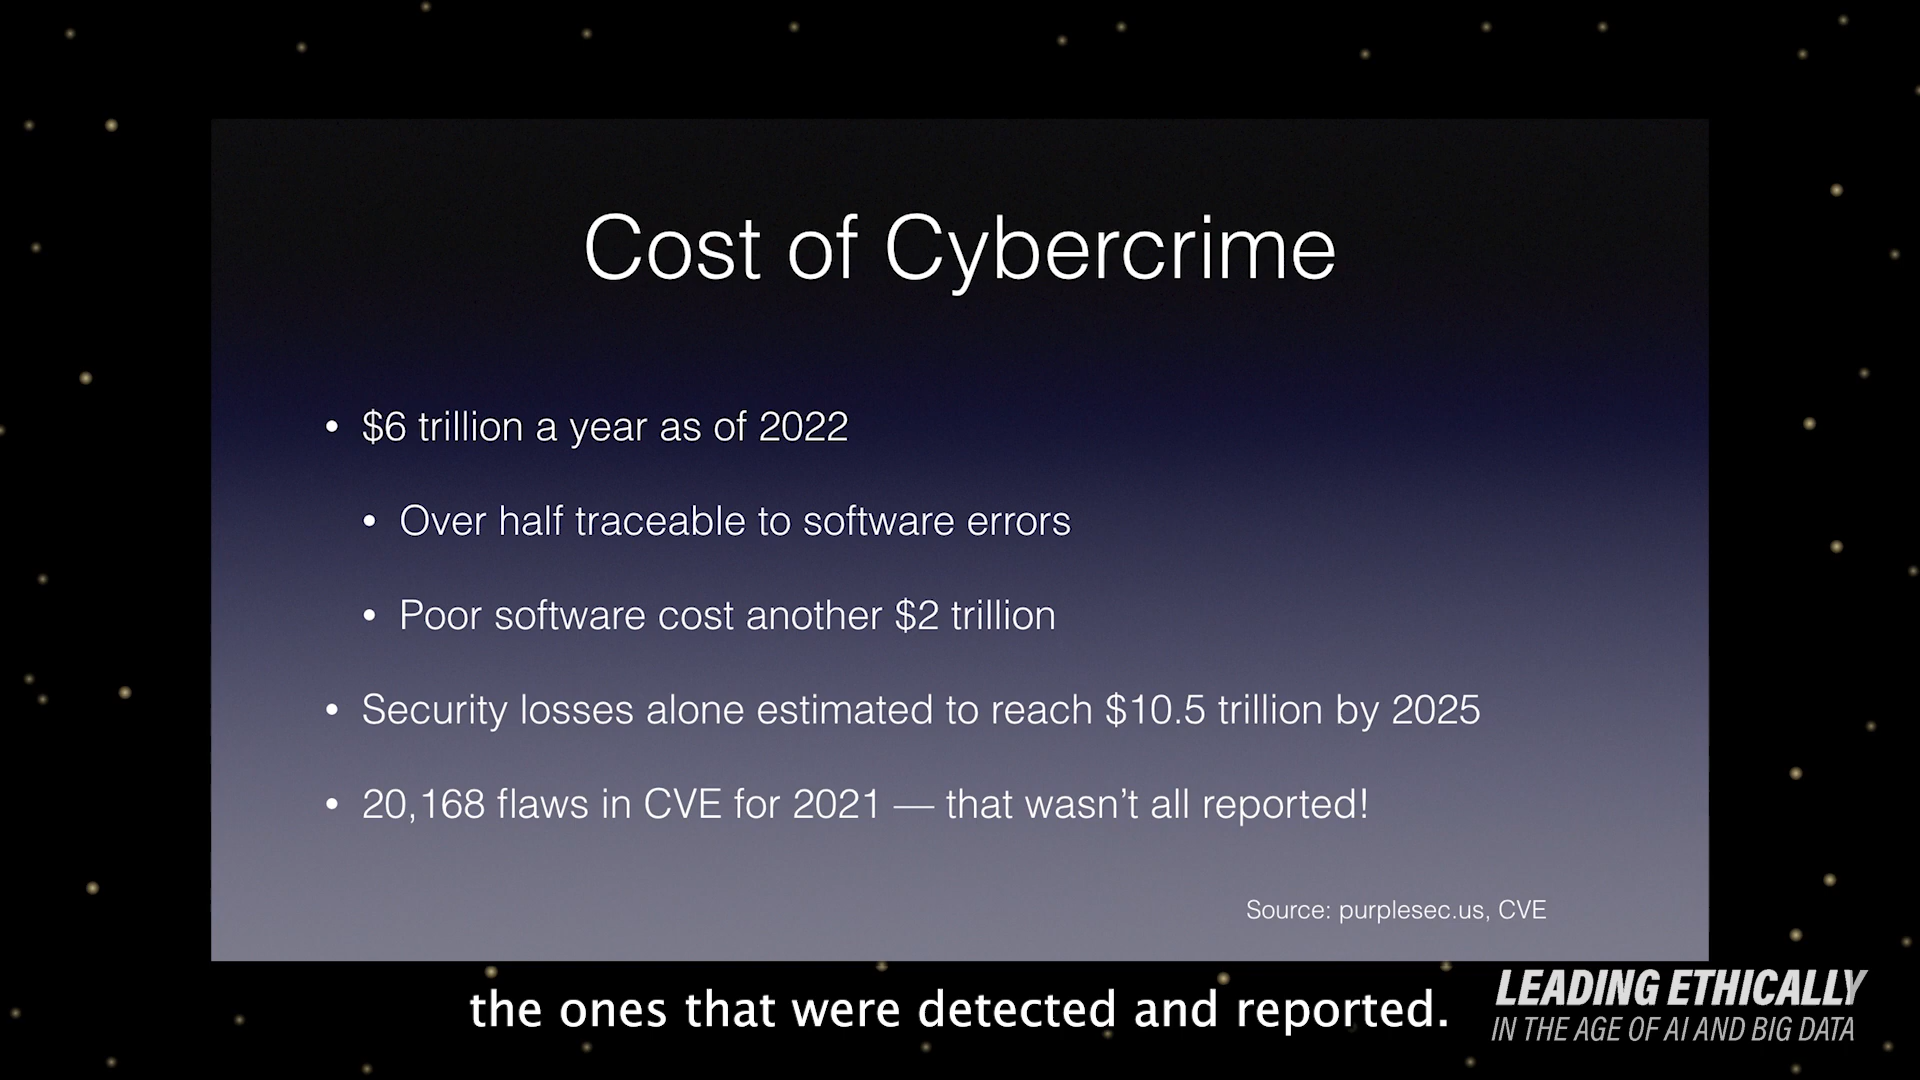 Cost of Cybercrime
• $6 trillion a year as of 2022
• Over half traceable to software errors
• Poor software cost another $2 trillion
• Security losses alone estimated to reach $10.5 trillion by 2025
• 20,168 flaws in CVE for 2021 — that wasn’t all reported!
Source: purplesec.us, CVE
the ones that were detected and reported.
LEADING ETHICALLY
IN THE AGE OF AI AND BIG DATA